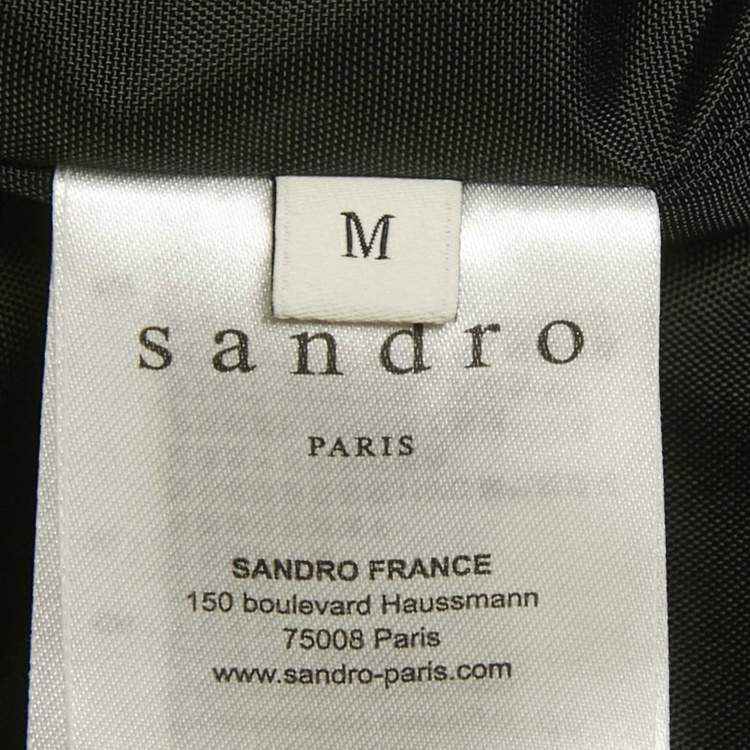 M
sandro
PARIS
SANDRO FRANCE
150 boulevard Haussmann
75008 Paris
www.sandro-paris.com